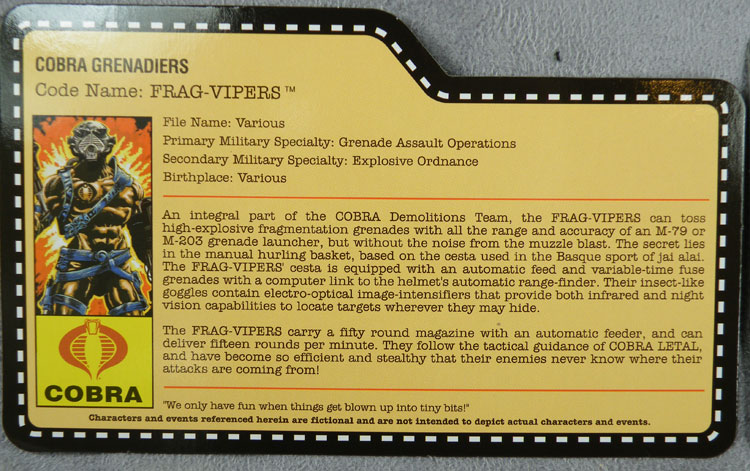 COBRA GRENADIERS
Code Name: FRAG-VIPERS™
File Name: Various
Primary Military Specialty: Grenade Assault Operations
Secondary Military Specialty: Explosive Ordnance
Birthplace: Various
An integral part of the COBRA Demolitions Team, the FRAG-VIPERS can toss
high-explosive fragmentation grenades with all the range and accuracy of an M-79 or
M-203 grenade launcher, but without the noise from the muzzle blast. The secret lies
in the manual hurling basket, based on the cesta used in the Basque sport of jai alai.
The FRAG-VIPERS' cesta is equipped with an automatic feed and variable-time fuse
grenades with a computer link to the helmet's automatic range-finder. Their insect-like
goggles contain electro-optical image-intensifiers that provide both infrared and night
vision capabilities to locate targets wherever they may hide.
The FRAG-VIPERS carry a fifty round magazine with an automatic feeder, and can
deliver fifteen rounds per minute. They follow the tactical guidance of COBRA LETAL,
and have become so efficient and stealthy that their enemies never know where their
attacks are coming from!
COBRA
"We only have fun when things get blown up into tiny bits!"
Characters and events referenced herein are fictional and are not intended to depict actual characters and events.